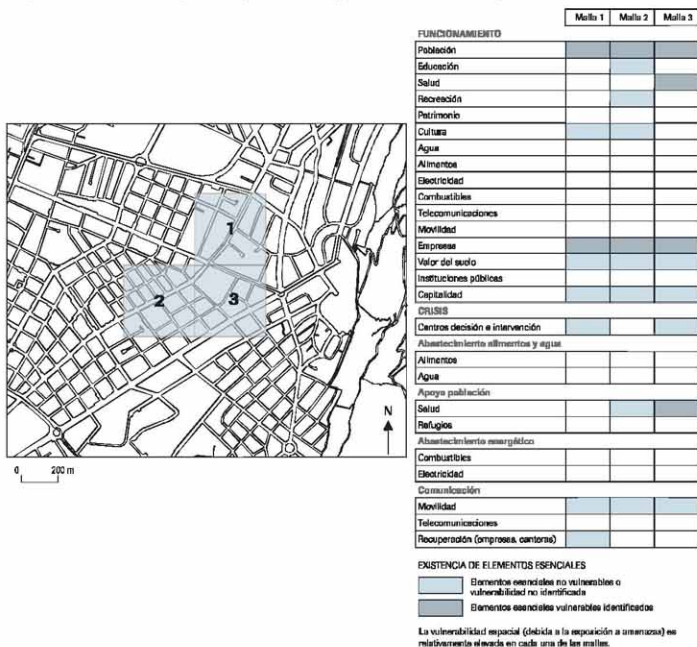 Malla 1 Malla 2 Malla 3
FUNCIONAMIENTO
Población
Educación
Salud
Recreación
Patrimonio
Cultura
Agua
Alimentos
Electricidad
Combustibles
Telecomunicaciones
Movilidad
Empresas
Valor del suelo
Instituciones públicas
Capitalidad
CRISIS
Centros decisión e intervención
Abastecimiento alimentos y agua
Alimentos
Agua
Apoyo población
Salud
Refugios
Abastecimiento energético
Combustibles
Electricidad
Comunicación
Movilidad
Telecomunicaciones
Recuperación (empresas, canteras)
1
2 3
N
0 200 m
EXISTENCIA DE ELEMENTOS ESENCIALES
Elementos esenciales no vulnerables o
vulnerabilidad no identificada
Elementos esenciales vulnerables identificados
La vulnerabilidad espacial (debida a la exposición a amenazas) es
relativamente elevada en cada una de las mallas.